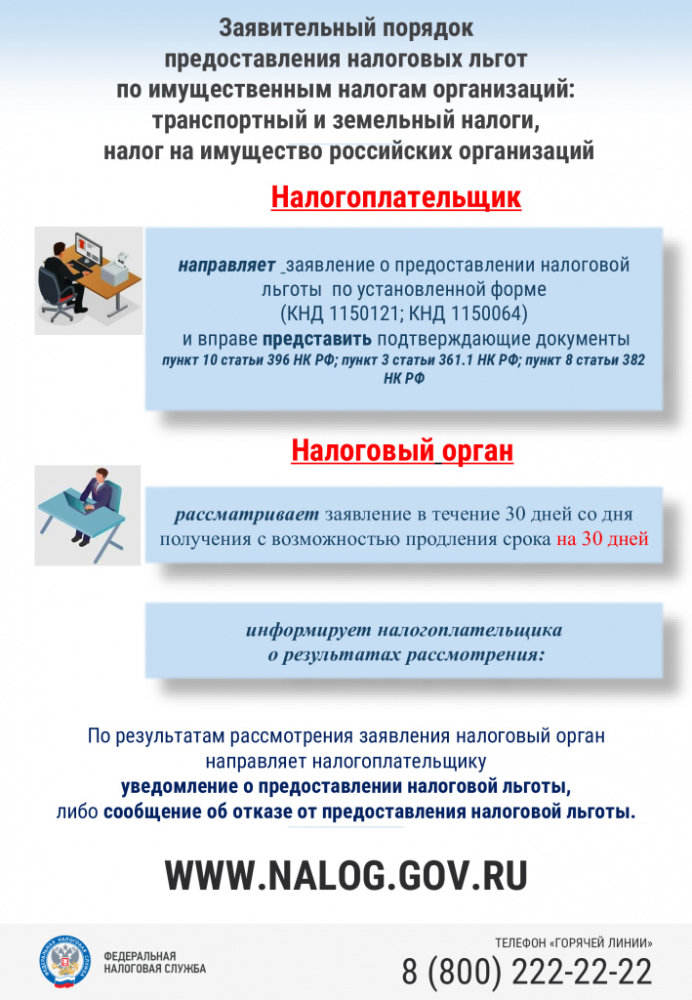 Заявительный порядок
предоставления налоговых льгот
по имущественным налогам организаций:
транспортный и земельный налоги,
налог на имущество российских организаций
Налогоплательщик
направляет заявление о предоставлении налоговой
льготы по установленной форме
(КНД 1150121; КНД 1150064)
и вправе представить подтверждающие документы
пункт 10 статьи 396 НК РФ; пункт 3 статьи 361.1 НК РФ; пункт 8 статьи 382
НК РФ
Налоговый орган
рассматривает заявление в течение 30 дней со дня
получения с возможностью продления срока на 30 дней
информирует налогоплательщика
о результатах рассмотрения:
По результатам рассмотрения заявления налоговый орган
направляет налогоплательщику
уведомление о предоставлении налоговой льготы,
либо сообщение об отказе от предоставления налоговой льготы.
WWW.NALOG.GOV.RU
ФЕДЕРАЛЬНАЯ НАЛОГОВАЯ СЛУЖБА
ФЕДЕРАЛЬНАЯ
НАЛОГОВАЯ СЛУЖБА
ТЕЛЕФОН «ГОРЯЧЕЙ ЛИНИИ»
8 (800) 222-22-22